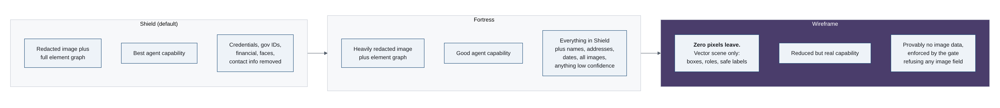 Shield (default)
Redacted image plus
full element graph
Best agent capability
Credentials, gov IDs,
financial, faces,
contact info removed
Fortress
Heavily redacted image
plus element graph
Good agent capability
Everything in Shield
plus names, addresses,
dates, all images,
anything low confidence
Wireframe
Zero pixels leave.
Vector scene only:
boxes, roles, safe labels
Reduced but real capability
Provably no image data,
enforced by the gate
refusing any image field